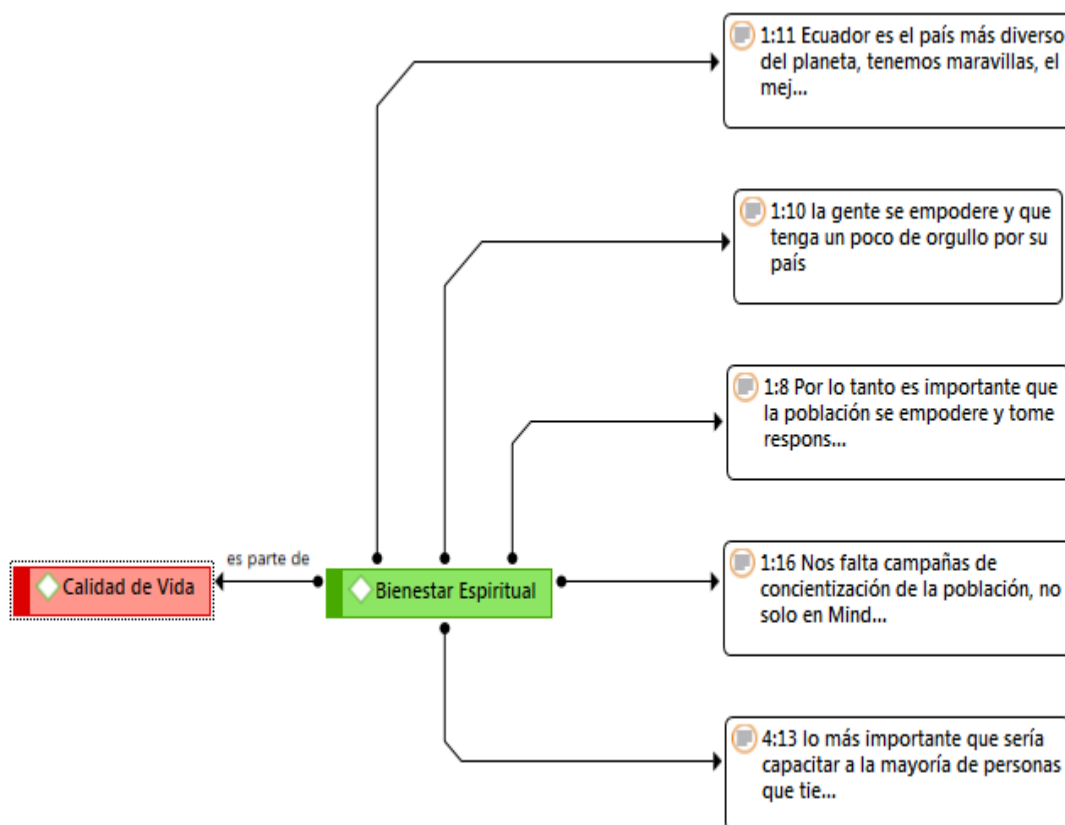 1:11 Ecuador es el país más diverso
del planeta, tenemos maravillas, el
mej...
1:10 la gente se empodere y que
tenga un poco de orgullo por su
país
1:8 Por lo tanto es importante que
la población se empodere y tome
respons...
es parte de
Calidad de Vida
Bienestar Espiritual
1:16 Nos falta campañas de
concientización de la población, no
solo en Mind...
4:13 lo más importante que sería
capacitar a la mayoría de personas
que tie...